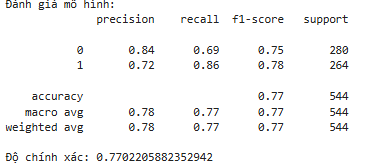 Đánh giá mô hình:
precision recall f1-score support
0 0.84 0.69 0.75 280
1 0.72 0.86 0.78 264
accuracy 0.77 544
macro avg 0.78 0.77 0.77 544
weighted avg 0.78 0.77 0.77 544
Độ chính xác: 0.7702205882352942